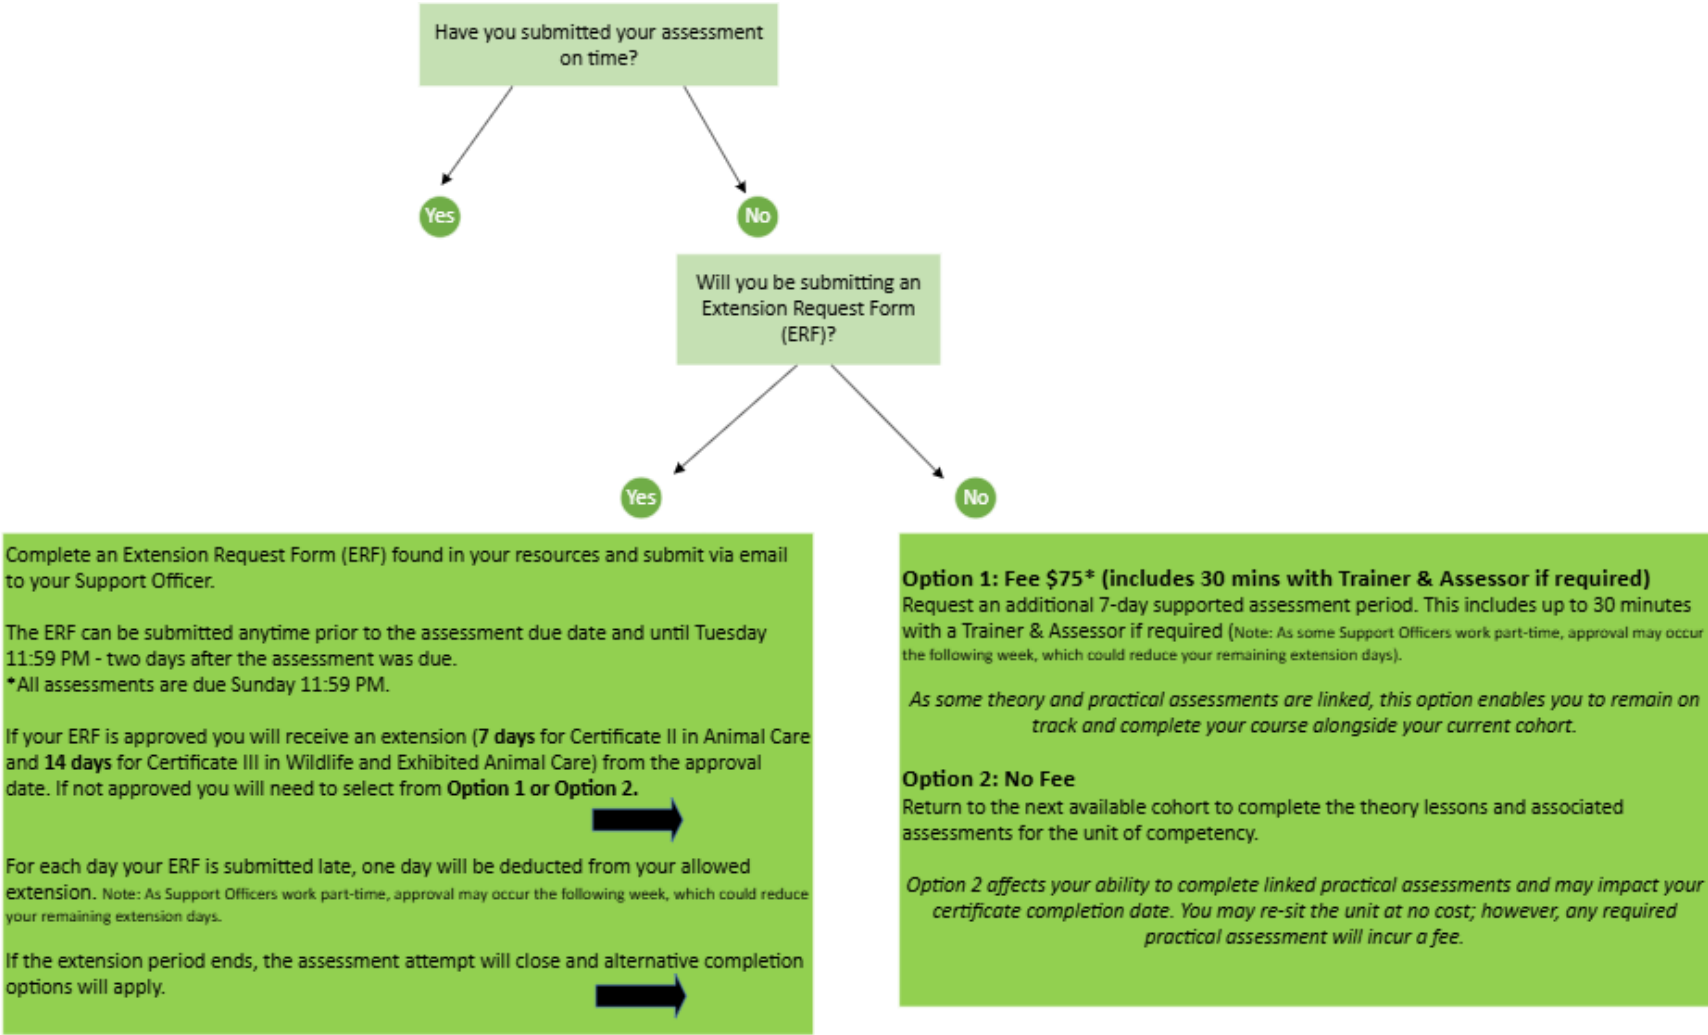 Have you submitted your assessment
on time?
Yes
No
Will you be submitting an
Extension Request Form
(ERF)?
Yes
No
Complete an Extension Request Form (ERF) found in your resources and submit via email
to your Support Officer.
The ERF can be submitted anytime prior to the assessment due date and until Tuesday
11:59 PM - two days after the assessment was due.
*All assessments are due Sunday 11:59 PM.
If your ERF is approved you will receive an extension (7 days for Certificate II in Animal Care
and 14 days for Certificate III in Wildlife and Exhibited Animal Care) from the approval
date. If not approved you will need to select from Option 1 or Option 2.
For each day your ERF is submitted late, one day will be deducted from your allowed
extension. Note: As Support Officers work part-time, approval may occur the following week, which could reduce
your remaining extension days.
If the extension period ends, the assessment attempt will close and alternative completion
options will apply.
Option 1: Fee $75* (includes 30 mins with Trainer & Assessor if required)
Request an additional 7-day supported assessment period. This includes up to 30 minutes
with a Trainer & Assessor if required (Note: As some Support Officers work part-time, approval may occur
the following week, which could reduce your remaining extension days).
As some theory and practical assessments are linked, this option enables you to remain on
track and complete your course alongside your current cohort.
Option 2: No Fee
Return to the next available cohort to complete the theory lessons and associated
assessments for the unit of competency.
Option 2 affects your ability to complete linked practical assessments and may impact your
certificate completion date. You may re-sit the unit at no cost; however, any required
practical assessment will incur a fee.